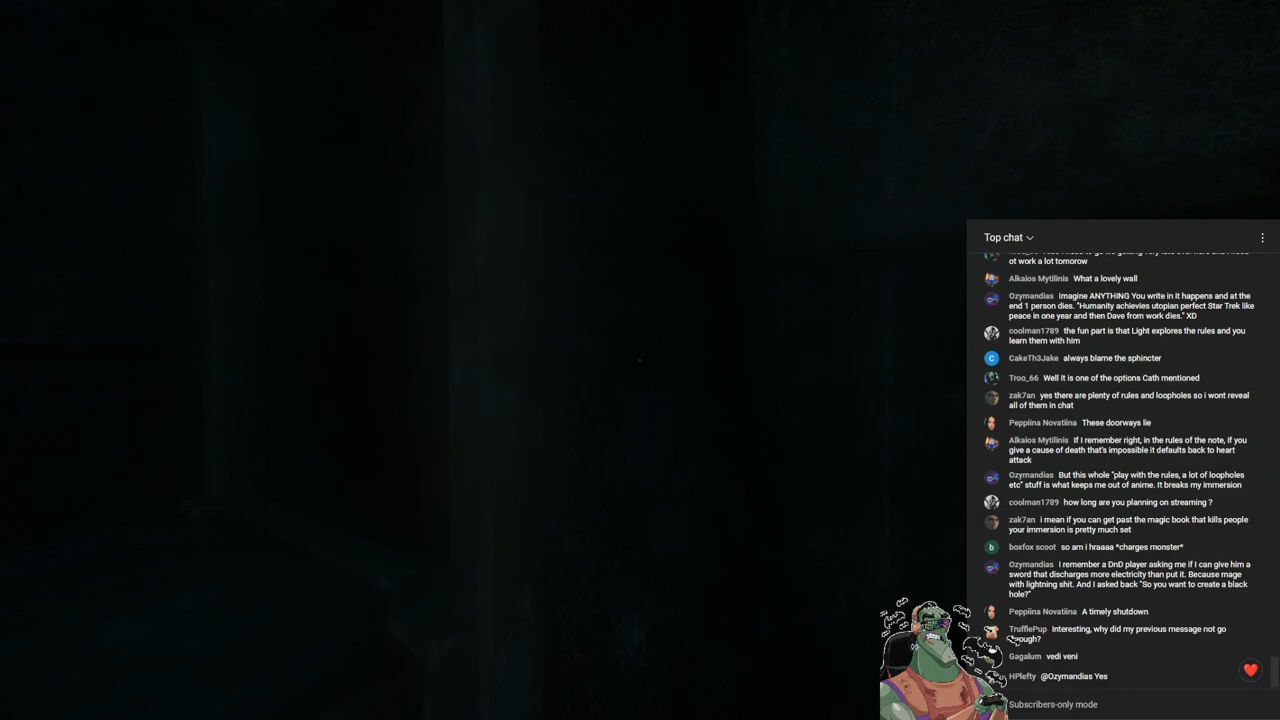 Top chat
ot work a lot tomorow
Alkaios Mytilinis What a lovely wall
Ozymandias Imagine ANYTHING You write in it happens and at the
end 1 person dies. "Humanity achievies utopian perfect Star Trek like
peace in one year and then Dave from work dies." XD
coolman1789 the fun part is that Light explores the rules and you
learn them with him
C CakeTh3Jake always blame the sphincter
Troo_66 Well it is one of the options Cath mentioned
zak7an yes there are plenty of rules and loopholes so i wont reveal
all of them in chat
Peppiina Novatiina These doorways lie
Alkaios Mytilinis If I remember right, in the rules of the note, if you
give a cause of death that's impossible it defaults back to heart
attack
Ozymandias But this whole "play with the rules, a lot of loopholes
etc" stuff is what keeps me out of anime. It breaks my immersion
coolman1789 how long are you planning on streaming ?
zak7an i mean if you can get past the magic book that kills people
your immersion is pretty much set
b boxfox scoot so am i hraaaa *charges monster*
Ozymandias I remember a DnD player asking me if I can give him a
sword that discharges more electricity than put it. Because mage
with lightning shit. And I asked back "So you want to create a black
hole?"
Peppiina Novatiina A timely shutdown
TrufflePup Interesting, why did my previous message not go
through?
Gagalum vedi veni
HPlefty @Ozymandias Yes
Subscribers-only mode